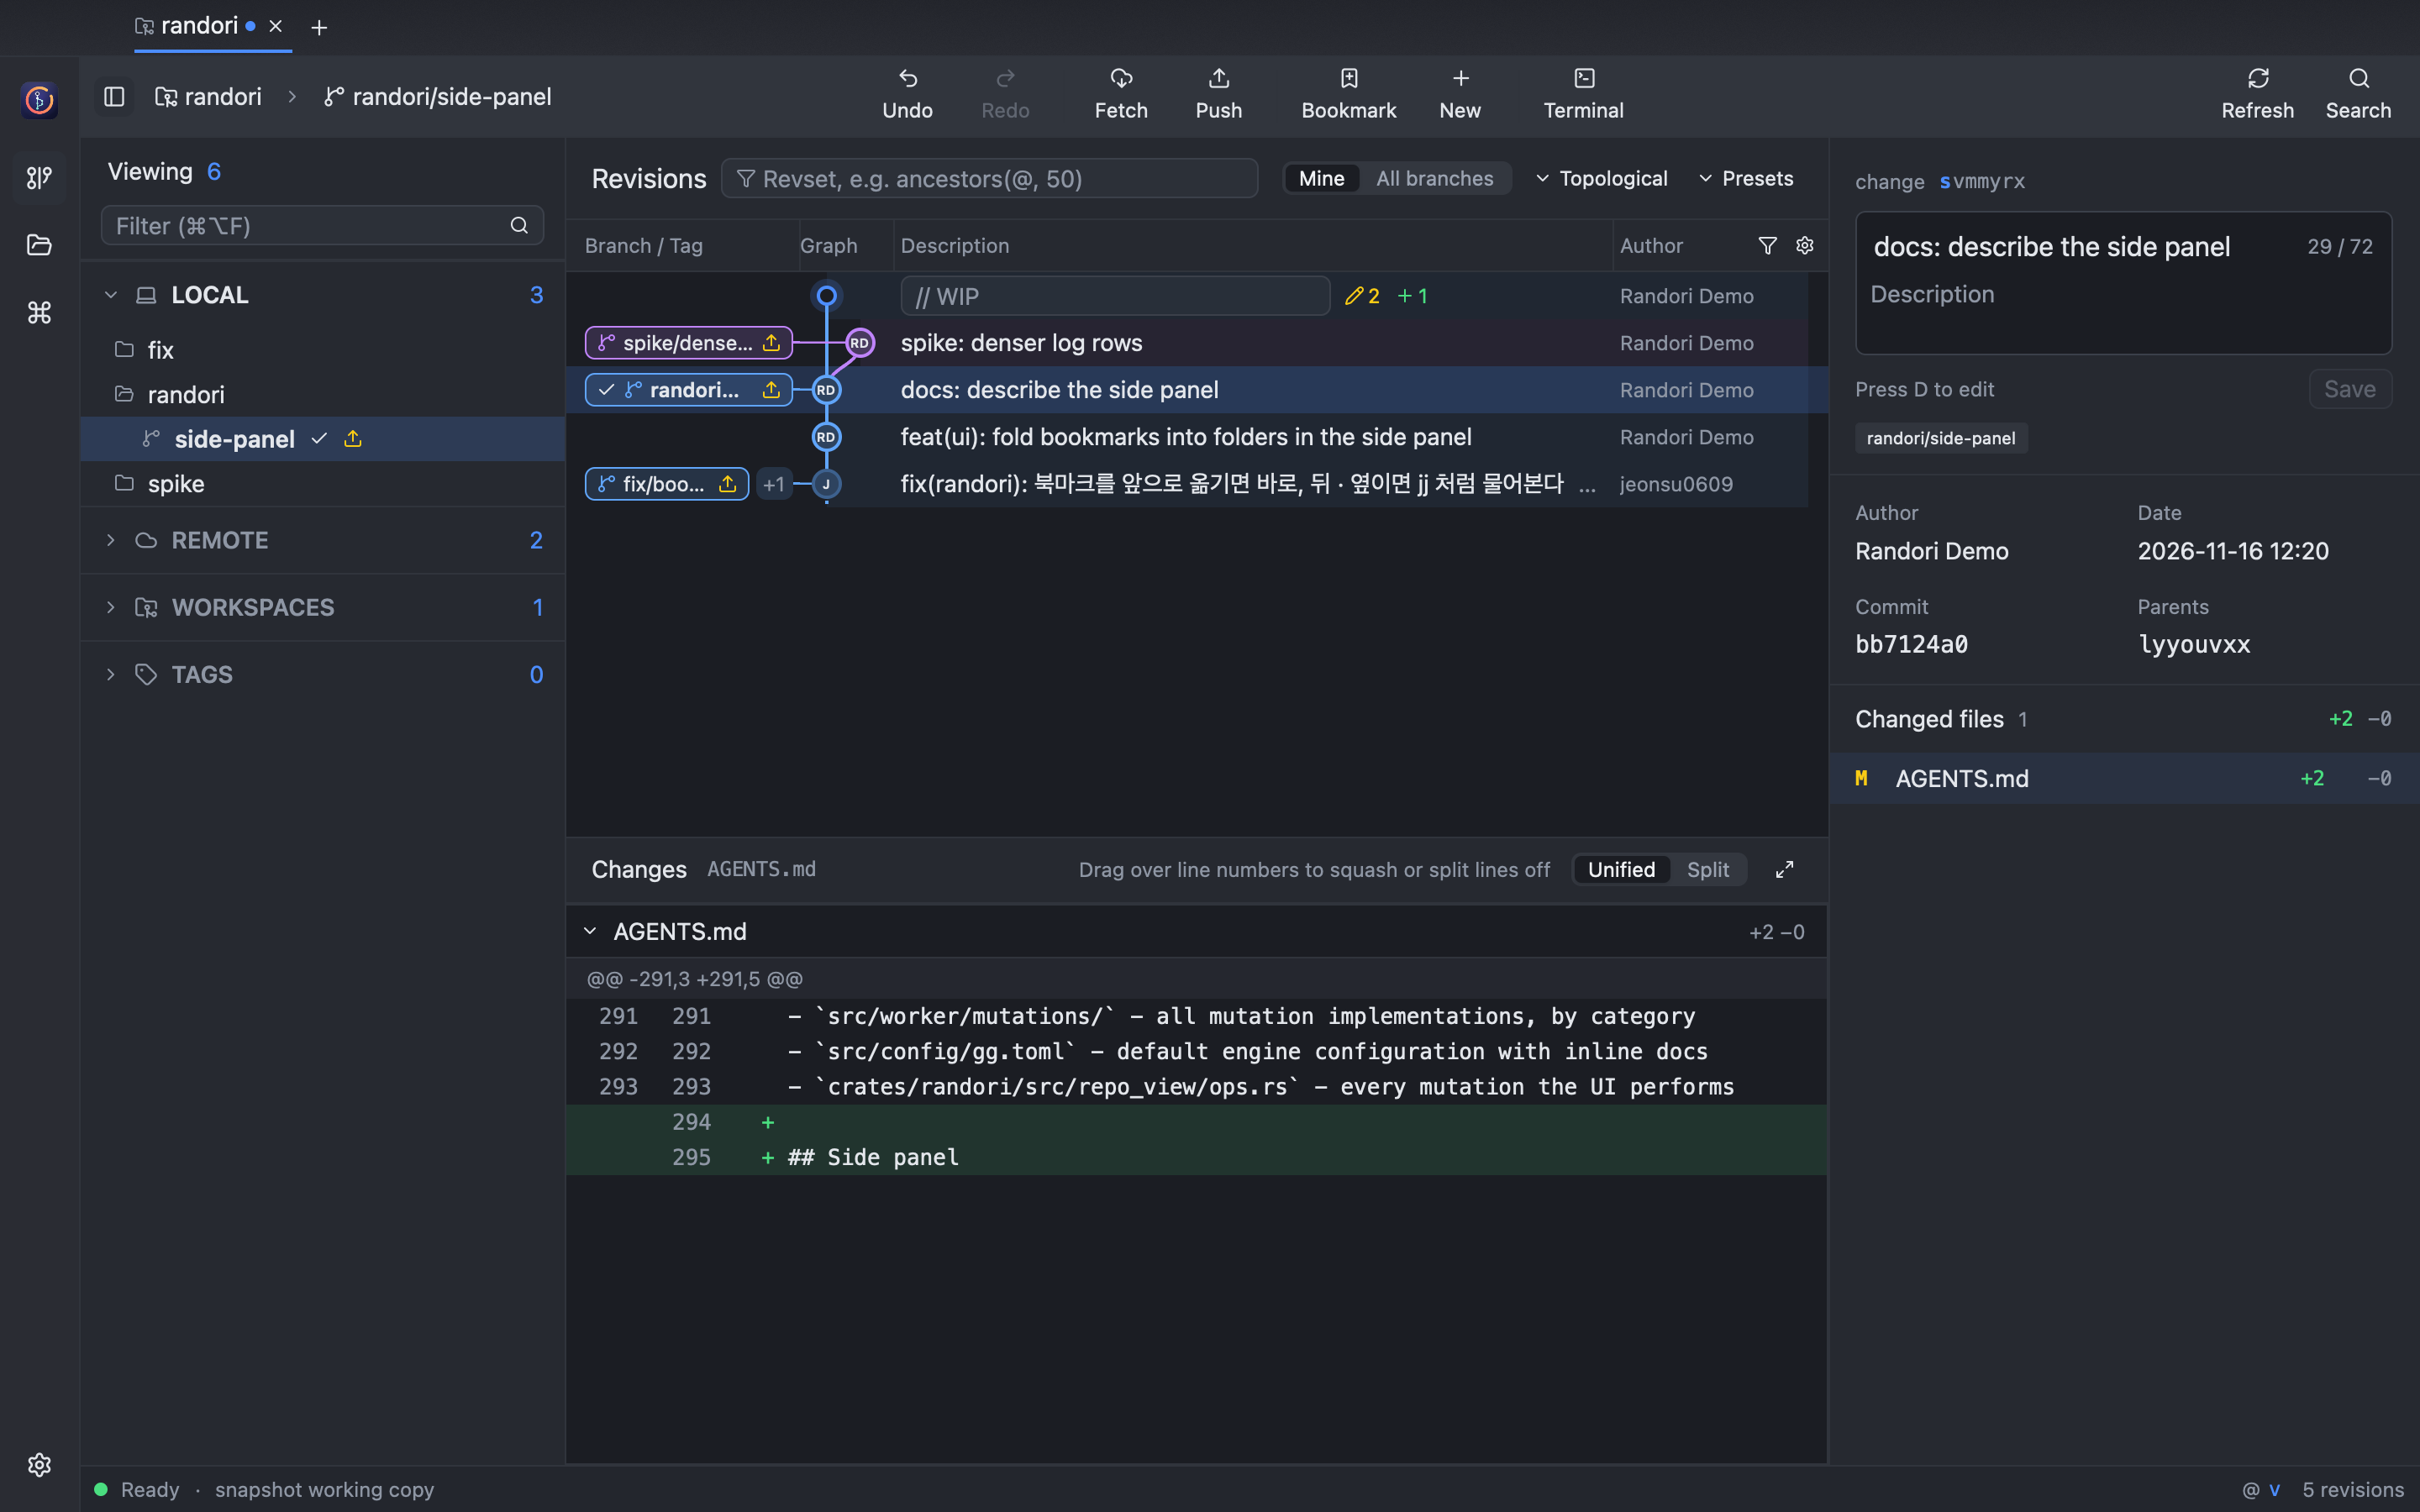 randori
randori randori/side-panel
Undo Redo Fetch Push Bookmark New Terminal Refresh Search
Viewing 6
Filter (⌘⌥F)
LOCAL 3
fix
randori
side-panel
spike
REMOTE 2
WORKSPACES 1
TAGS 0
Revisions Revset, e.g. ancestors(@, 50) Mine All branches Topological Presets
Branch / Tag Graph Description Author
// WIP 2 +1 Randori Demo
spike/dense... RD spike: denser log rows Randori Demo
randori... RD docs: describe the side panel Randori Demo
RD feat(ui): fold bookmarks into folders in the side panel Randori Demo
fix/boo... +1 J fix(randori): 북마크를 앞으로 옮기면 바로, 뒤 · 옆이면 jj 처럼 물어본다 ... jeonsu0609
Changes AGENTS.md Drag over line numbers to squash or split lines off Unified Split
AGENTS.md +2 −0
@@ -291,3 +291,5 @@
291 291 - `src/worker/mutations/` - all mutation implementations, by category
292 292 - `src/config/gg.toml` - default engine configuration with inline docs
293 293 - `crates/randori/src/repo_view/ops.rs` - every mutation the UI performs
294 +
295 + ## Side panel
change svmmyrx
docs: describe the side panel 29 / 72
Description
Press D to edit Save
randori/side-panel
Author Date
Randori Demo 2026-11-16 12:20
Commit Parents
bb7124a0 lyyouvxx
Changed files 1 +2 −0
M AGENTS.md +2 −0
Ready · snapshot working copy @ v 5 revisions